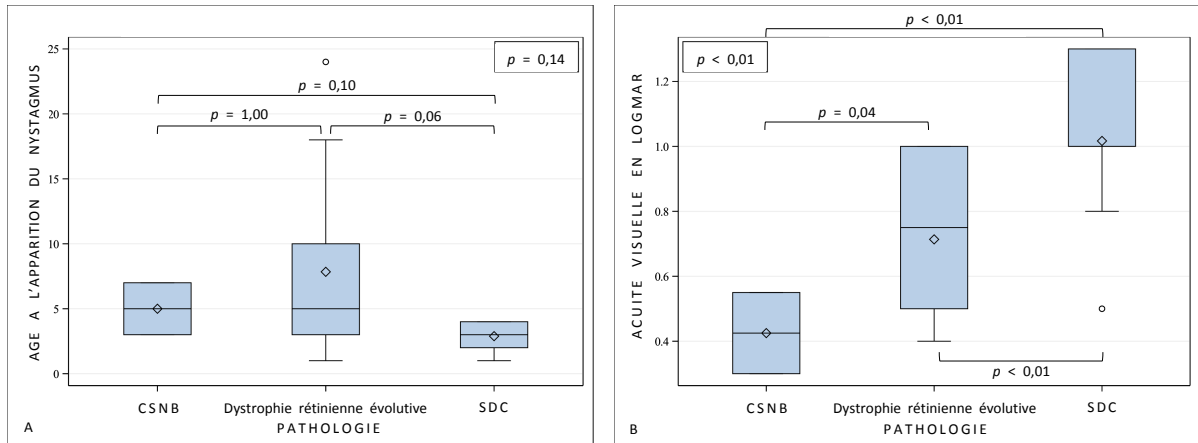 AGE A L'APPARITION DU NYSTAGMUS
25
20
15
10
5
0
p = 0,14
p = 0,10
p = 1,00
p = 0,06
CSNB
Dystrophie rétinienne évolutive
SDC
PATHOLOGIE
A
ACUITE VISUELLE EN LOGMAR
1.2
1.0
0.8
0.6
0.4
p < 0,01
p < 0,01
p = 0,04
p < 0,01
CSNB
Dystrophie rétinienne évolutive
SDC
PATHOLOGIE
B